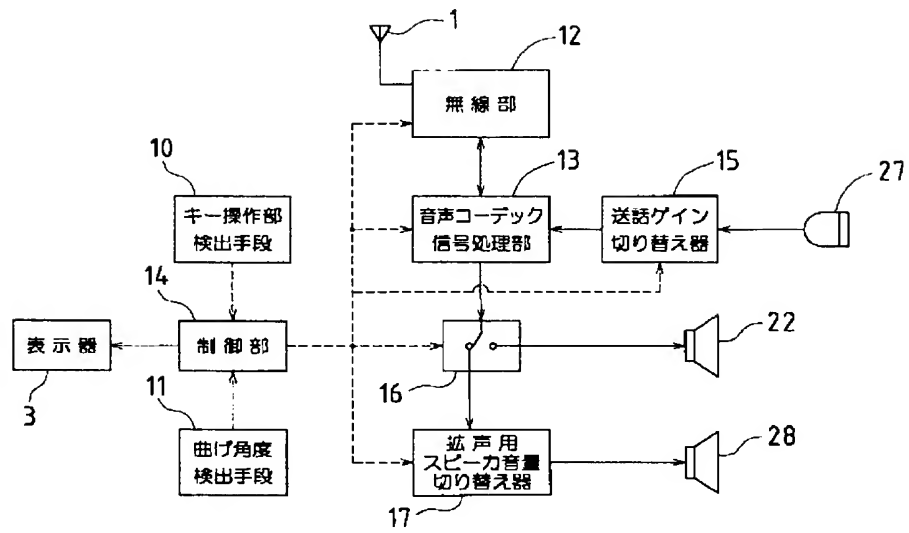 1
12
無線部
10
キー操作部
検出手段
13
音声コーデック
信号処理部
15
送話ゲイン
切り替え器
27
14
制御部
表示器
3
16
22
11
曲げ角度
検出手段
拡声用
スピーカ音量
切り替え器
17
28